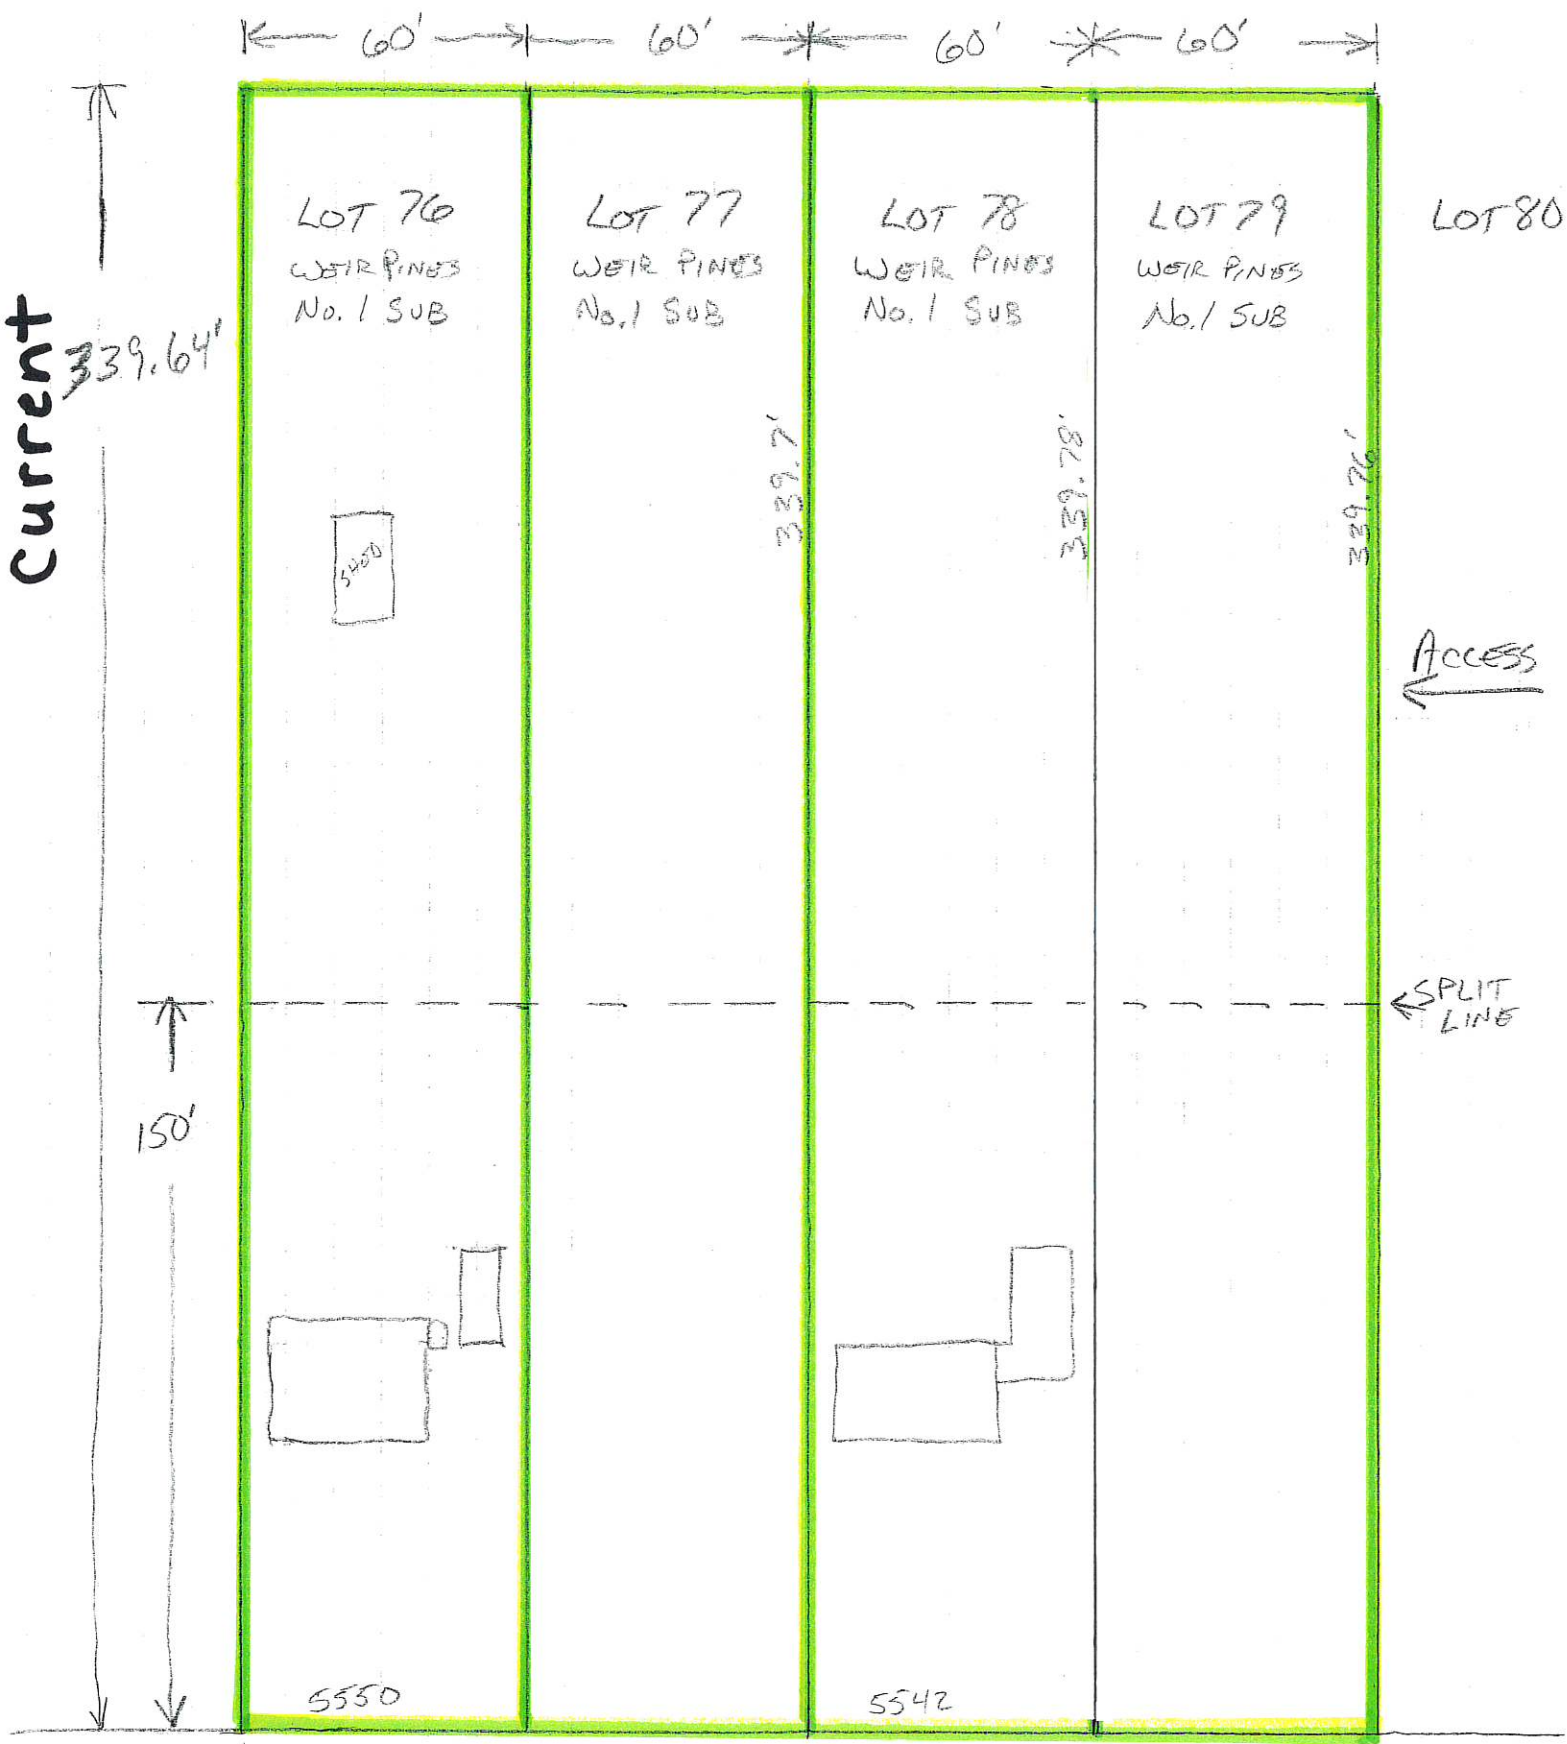 60' 60' 60' 60'
Current
339.64'
LOT 76
WEIR PINES
No. 1 SUB
LOT 77
WEIR PINES
No. 1 SUB
LOT 78
WEIR PINES
No. 1 SUB
LOT 79
WEIR PINES
No. 1 SUB
LOT 80
339.7'
339.78'
339.76'
SHED
ACCESS
SPLIT
LINE
150'
5550
5542